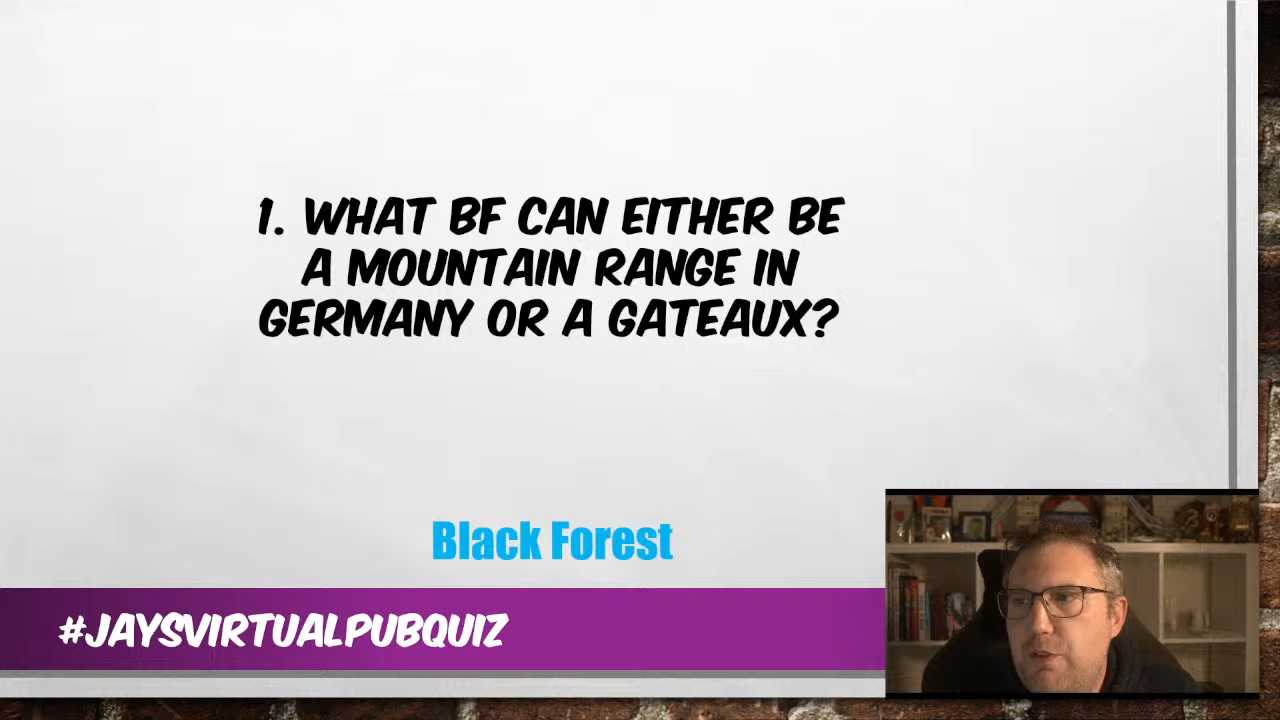 1. WHAT BF CAN EITHER BE
A MOUNTAIN RANGE IN
GERMANY OR A GATEAUX?
Black Forest
#JAYSVIRTUALPUBQUIZ